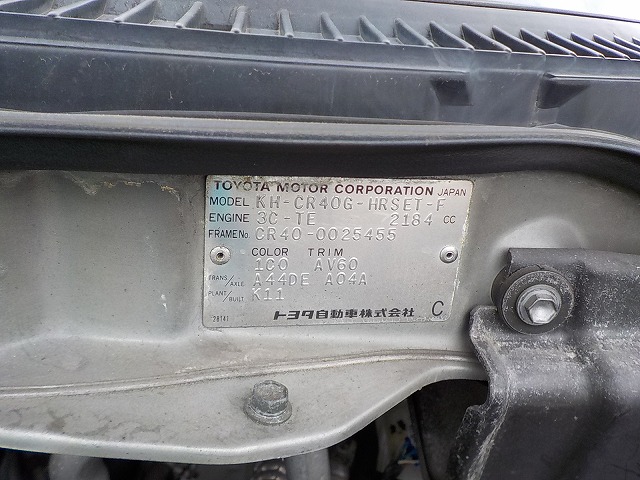 TOYOTA MOTOR CORPORATION JAPAN
MODEL KH-CR40G-HRSET-F
ENGINE 3C-TE 2184 CC
FRAME No. CR40-0025455
COLOR TRIM
1C0 AV60
TRANS/AXLE A44DE A04A
PLANT/BUILT K11
28141 トヨタ自動車株式会社 C